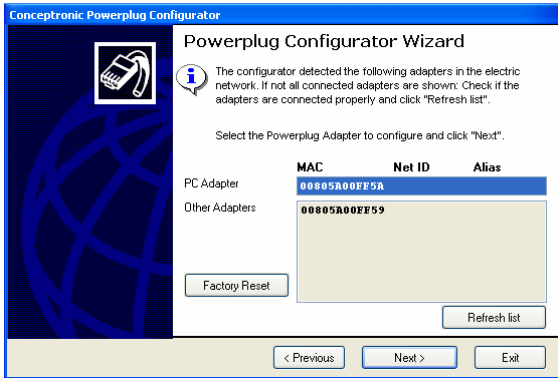 Conceptronic Powerplug Configurator
Powerplug Configurator Wizard
The configurator detected the following adapters in the electric
network. If not all connected adapters are shown: Check if the
adapters are connected properly and click "Refresh list".
Select the Powerplug Adapter to configure and click "Next".
MAC Net ID Alias
PC Adapter 00805A00FF5A
Other Adapters 00805A00FF59
Factory Reset
Refresh list
< Previous Next > Exit